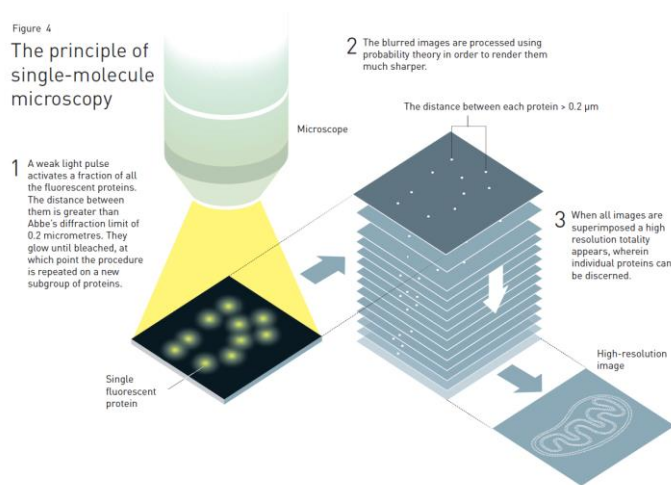 Figure 4
The principle of
single-molecule
microscopy
1 A weak light pulse
activates a fraction of all
the fluorescent proteins.
The distance between
them is greater than
Abbe's diffraction limit of
0.2 micrometres. They
glow until bleached, at
which point the procedure
is repeated on a new
subgroup of proteins.
Microscope
Single
fluorescent
protein
2 The blurred images are processed using
probability theory in order to render them
much sharper.
The distance between each protein > 0.2 μm
3 When all images are
superimposed a high
resolution totality
appears, wherein
individual proteins can
be discerned.
High-resolution
image